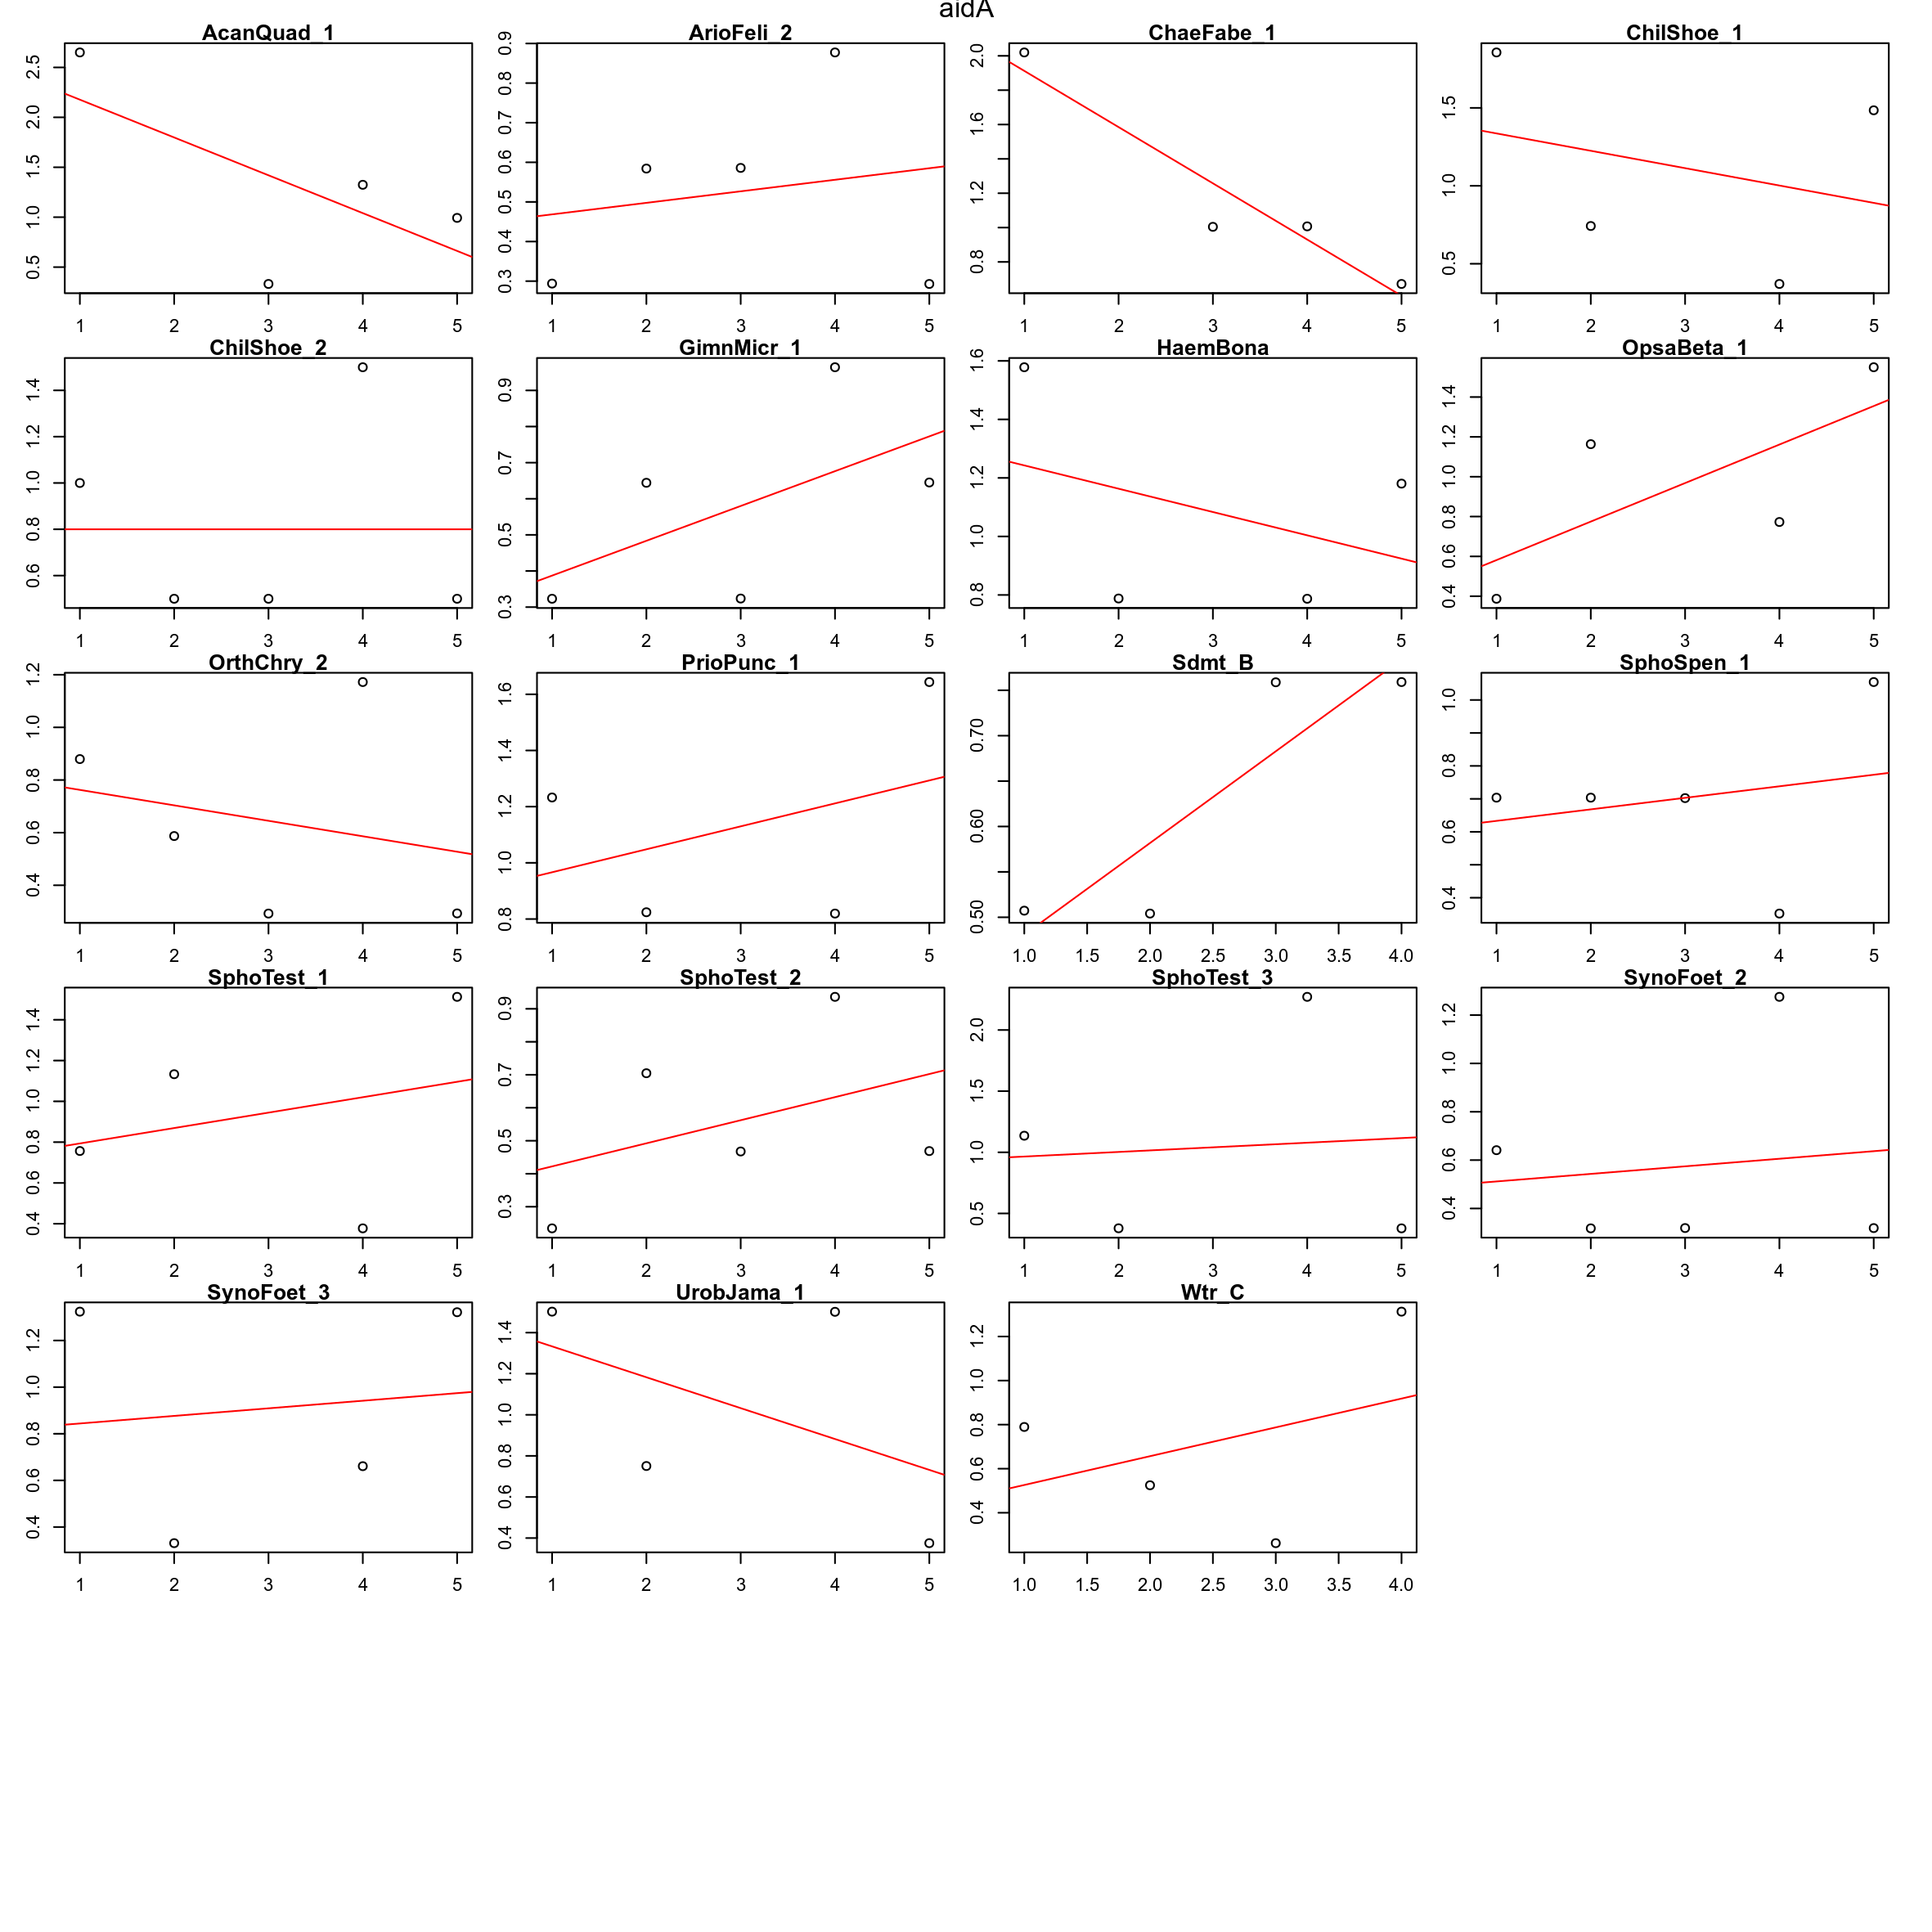 aidA
AcanQuad_1 ArioFeli_2 ChaeFabe_1 ChilShoe_1
0.5 1.0 1.5 2.0 2.5
1 2 3 4 5
0.3 0.4 0.5 0.6 0.7 0.8 0.9
1 2 3 4 5
0.8 1.2 1.6 2.0
1 2 3 4 5
0.5 1.0 1.5
1 2 3 4 5
ChilShoe_2 GimnMicr_1 HaemBona OpsaBeta_1
0.6 0.8 1.0 1.2 1.4
1 2 3 4 5
0.3 0.5 0.7 0.9
1 2 3 4 5
0.8 1.0 1.2 1.4 1.6
1 2 3 4 5
0.4 0.6 0.8 1.0 1.2 1.4
1 2 3 4 5
OrthChry_2 PrioPunc_1 Sdmt_B SphoSpen_1
0.4 0.6 0.8 1.0 1.2
1 2 3 4 5
0.8 1.0 1.2 1.4 1.6
1 2 3 4 5
0.50 0.60 0.70
1.0 1.5 2.0 2.5 3.0 3.5 4.0
0.4 0.6 0.8 1.0
1 2 3 4 5
SphoTest_1 SphoTest_2 SphoTest_3 SynoFoet_2
0.4 0.6 0.8 1.0 1.2 1.4
1 2 3 4 5
0.3 0.5 0.7 0.9
1 2 3 4 5
0.5 1.0 1.5 2.0
1 2 3 4 5
0.4 0.6 0.8 1.0 1.2
1 2 3 4 5
SynoFoet_3 UrobJama_1 Wtr_C
0.4 0.6 0.8 1.0 1.2
1 2 3 4 5
0.4 0.6 0.8 1.0 1.2 1.4
1 2 3 4 5
0.4 0.6 0.8 1.0 1.2
1.0 1.5 2.0 2.5 3.0 3.5 4.0